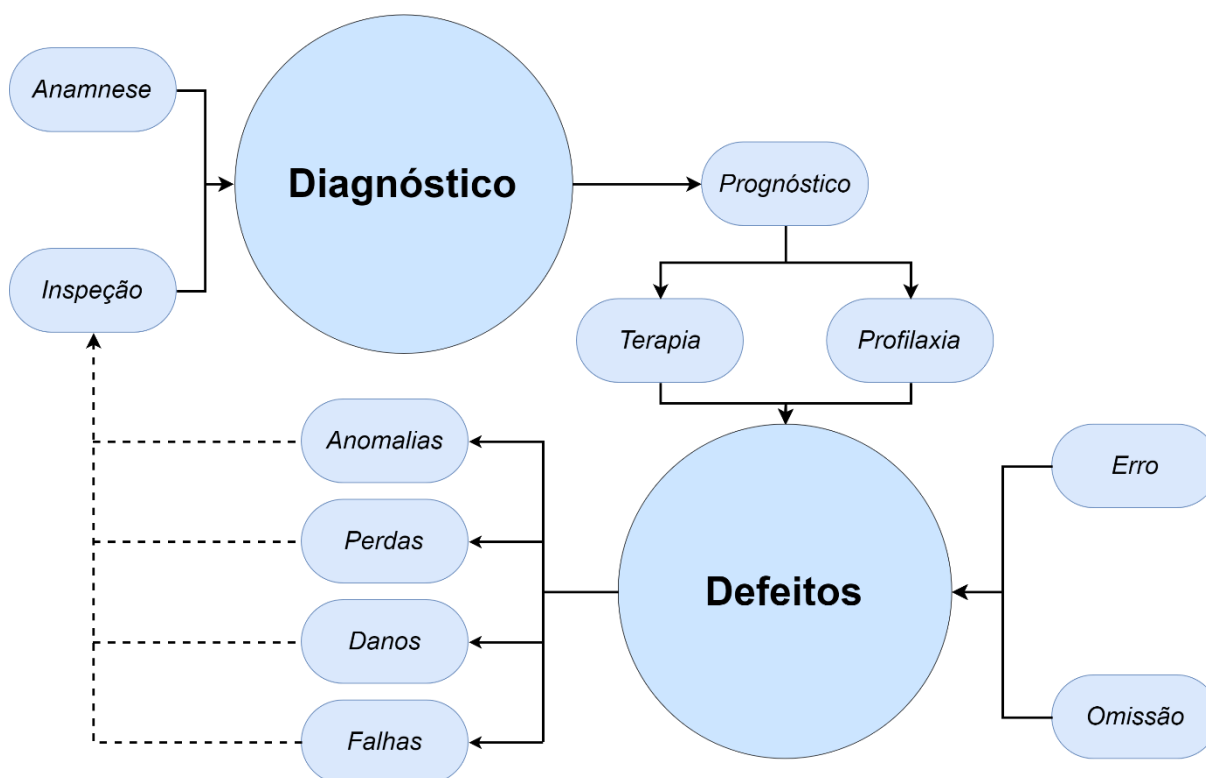 Anamnese
Diagnóstico
Prognóstico
Inspeção
Terapia
Profilaxia
Anomalias
Erro
Perdas
Defeitos
Danos
Omissão
Falhas